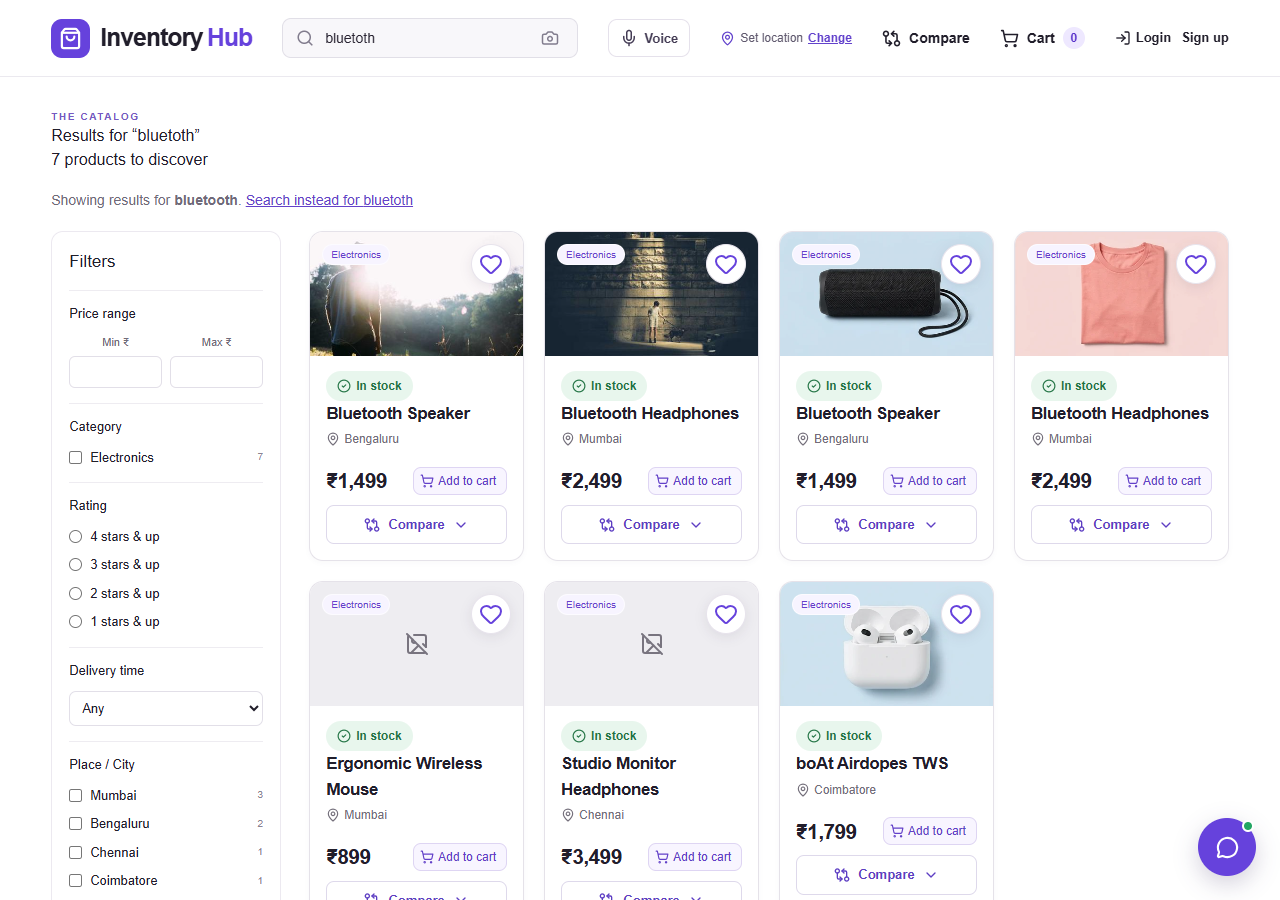 Inventory Hub
bluetoth
Voice
Set location Change
Compare
Cart 0
Login
Sign up
THE CATALOG
Results for “bluetoth”
7 products to discover
Showing results for bluetooth. Search instead for bluetoth
Filters
Price range
Min ₹ Max ₹
Category
Electronics 7
Rating
4 stars & up
3 stars & up
2 stars & up
1 stars & up
Delivery time
Any
Place / City
Mumbai 3
Bengaluru 2
Chennai 1
Coimbatore 1
Electronics
In stock
Bluetooth Speaker
Bengaluru
₹1,499 Add to cart
Compare
Electronics
In stock
Bluetooth Headphones
Mumbai
₹2,499 Add to cart
Compare
Electronics
In stock
Bluetooth Speaker
Bengaluru
₹1,499 Add to cart
Compare
Electronics
In stock
Bluetooth Headphones
Mumbai
₹2,499 Add to cart
Compare
Electronics
In stock
Ergonomic Wireless
Mouse
Mumbai
₹899 Add to cart
Compare
Electronics
In stock
Studio Monitor
Headphones
Chennai
₹3,499 Add to cart
Compare
Electronics
In stock
boAt Airdopes TWS
Coimbatore
₹1,799 Add to cart
Compare